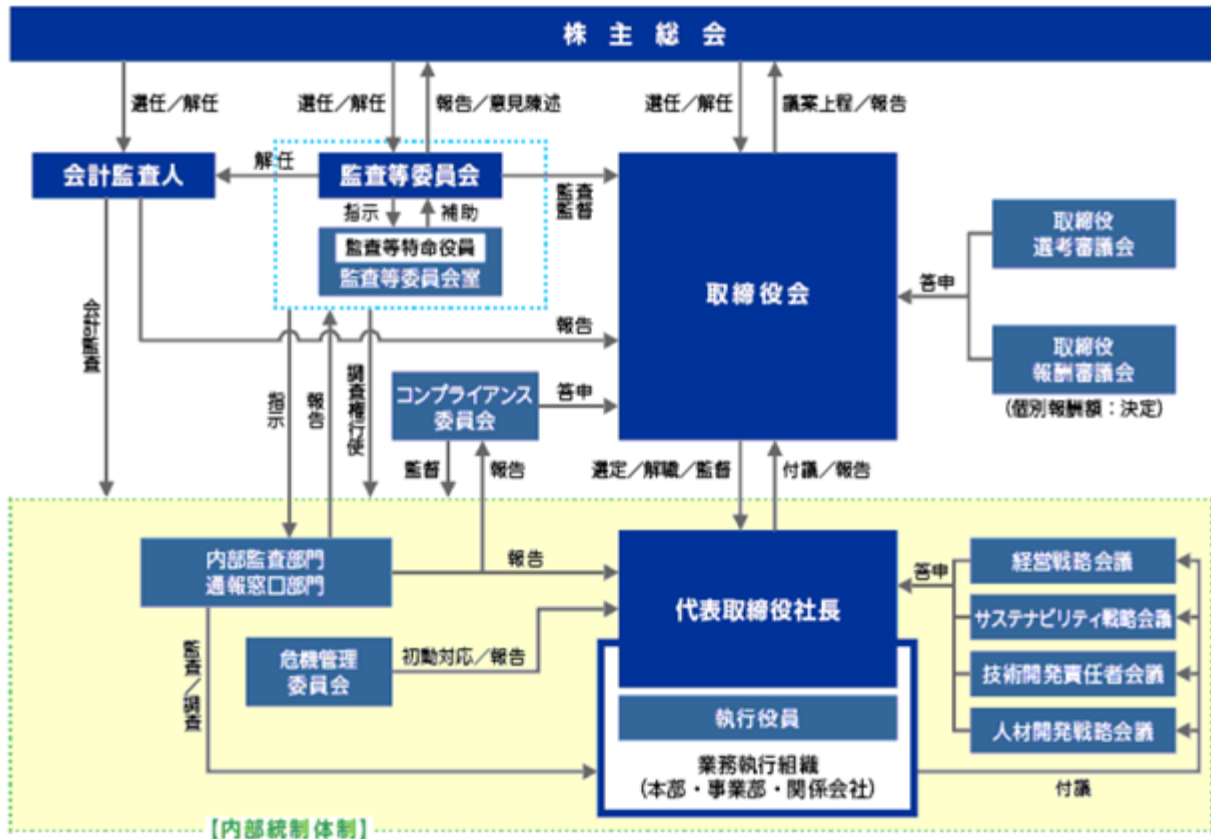 株主総会
選任／解任
選任／解任
報告／意見陳述
選任／解任
議案上程／報告
会計監査人
解任
監査等委員会
監査
監督
指示
補助
監査等特命役員
監査等委員会室
取締役会
取締役
選考審議会
答申
取締役
報酬審議会
(個別報酬額：決定)
会計監査
報告
指示
報告
調査権行使
コンプライアンス
委員会
答申
監督
報告
選定／解職／監督
付議／報告
内部監査部門
通報窓口部門
報告
代表取締役社長
答申
経営戦略会議
サステナビリティ戦略会議
技術開発責任者会議
人材開発戦略会議
危機管理
委員会
初動対応／報告
監査／調査
執行役員
業務執行組織
(本部・事業部・関係会社)
付議
【内部統制体制】